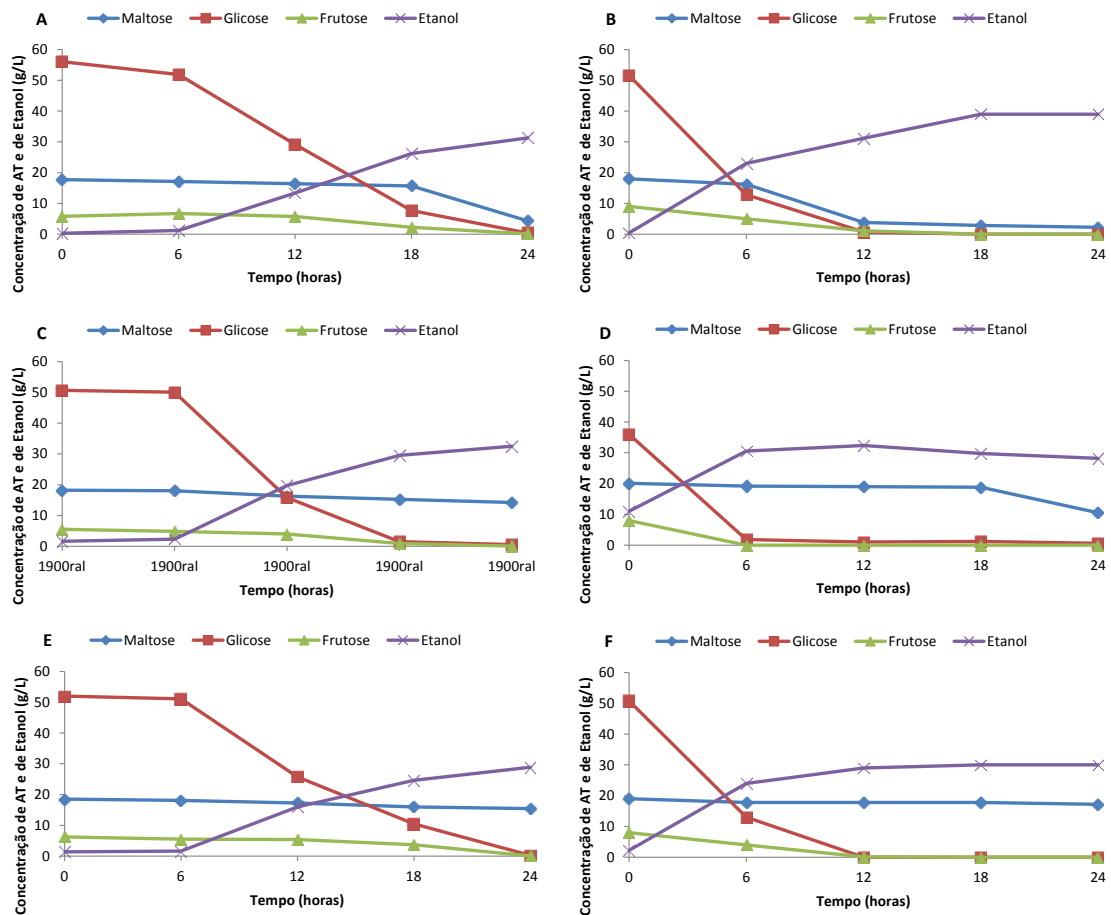 A
Maltose Glicose Frutose Etanol
Concentração de AT e de Etanol (g/L)
60
50
40
30
20
10
0
0 6 12 18 24
Tempo (horas)
B
Maltose Glicose Frutose Etanol
Concentração de AT e de Etanol (g/L)
60
50
40
30
20
10
0
0 6 12 18 24
Tempo (horas)
C
Maltose Glicose Frutose Etanol
Concentração de AT e de Etanol (g/L)
60
50
40
30
20
10
0
1900ral 1900ral 1900ral 1900ral 1900ral
Tempo (horas)
D
Maltose Glicose Frutose Etanol
Concentração de AT e de Etanol (g/L)
60
50
40
30
20
10
0
0 6 12 18 24
Tempo (horas)
E
Maltose Glicose Frutose Etanol
Concentração de AT e de Etanol (g/L)
60
50
40
30
20
10
0
0 6 12 18 24
Tempo (horas)
F
Maltose Glicose Frutose Etanol
Concentração de AT e de Etanol (g/L)
60
50
40
30
20
10
0
0 6 12 18 24
Tempo (horas)